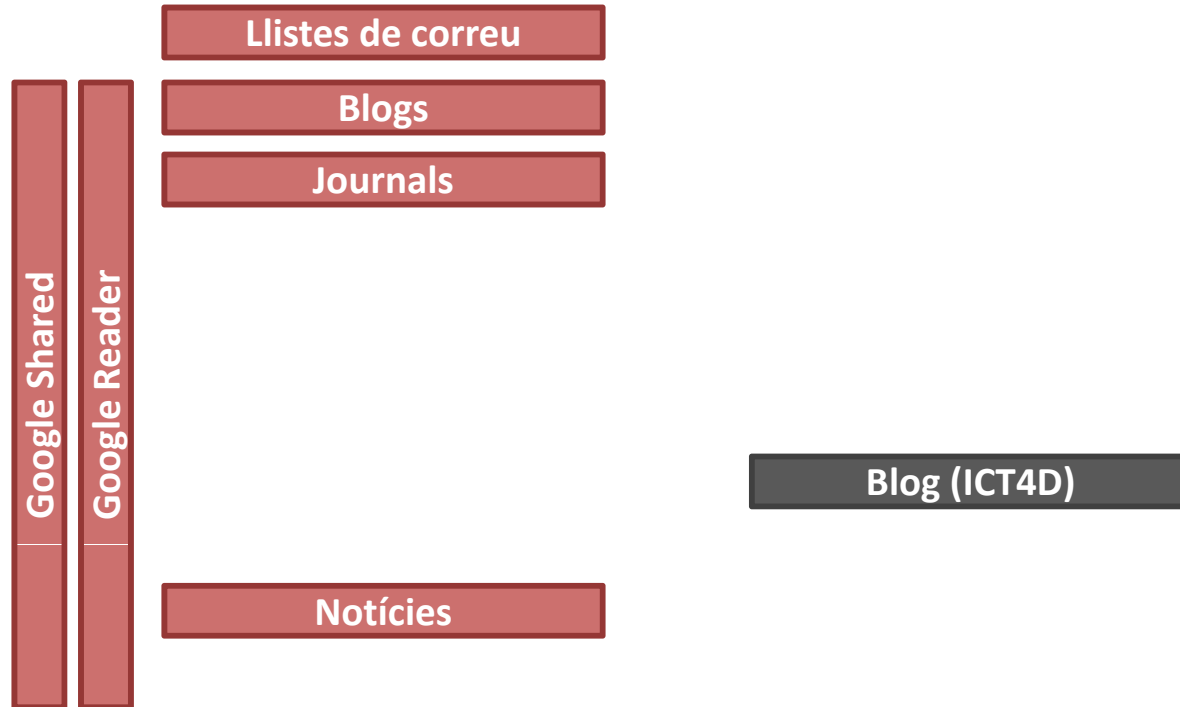 Llistes de correu
Blogs
Journals
Google Shared
Google Reader
Blog (ICT4D)
Notícies